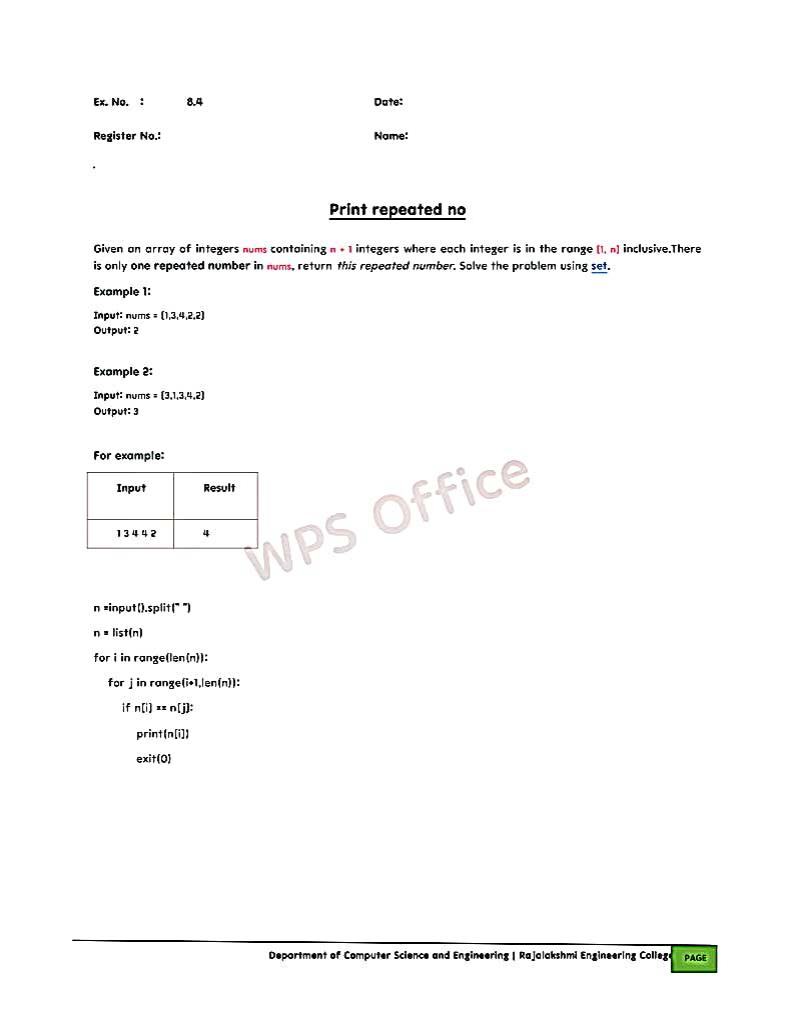 Ex. No. : 8.4 Date:
Register No.: Name:
.
Print repeated no
Given an array of integers nums containing n + 1 integers where each integer is in the range [1, n] inclusive.There
is only one repeated number in nums, return this repeated number. Solve the problem using set.
Example 1:
Input: nums = [1,3,4,2,2]
Output: 2
Example 2:
Input: nums = [3,1,3,4,2]
Output: 3
For example:
Input Result
1 3 4 4 2 4
WPS Office
n =input().split(" ")
n = list(n)
for i in range(len(n)):
for j in range(i+1,len(n)):
if n[i] == n[j]:
print(n[i])
exit(0)
Department of Computer Science and Engineering | Rajalakshmi Engineering College PAGE